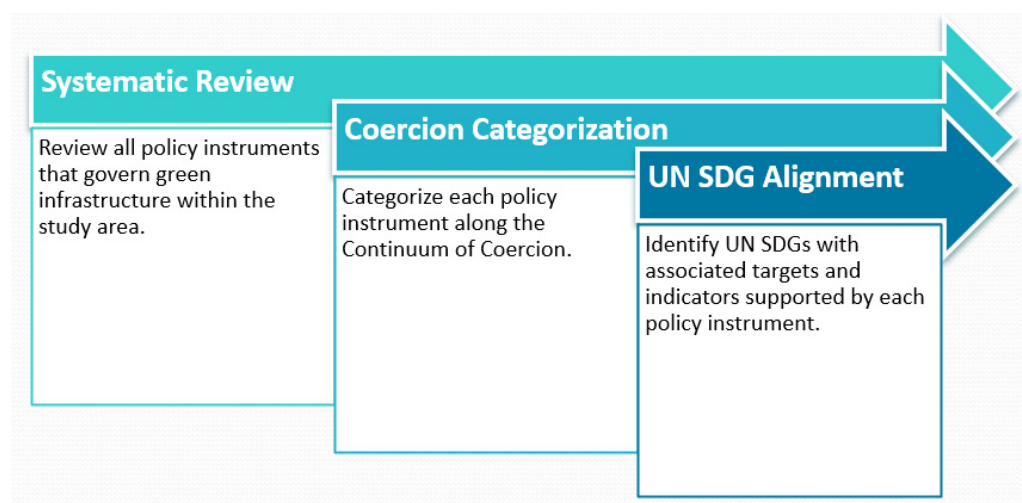 Systematic Review
Review all policy instruments
that govern green
infrastructure within the
study area.
Coercion Categorization
Categorize each policy
instrument along the
Continuum of Coercion.
UN SDG Alignment
Identify UN SDGs with
associated targets and
indicators supported by each
policy instrument.